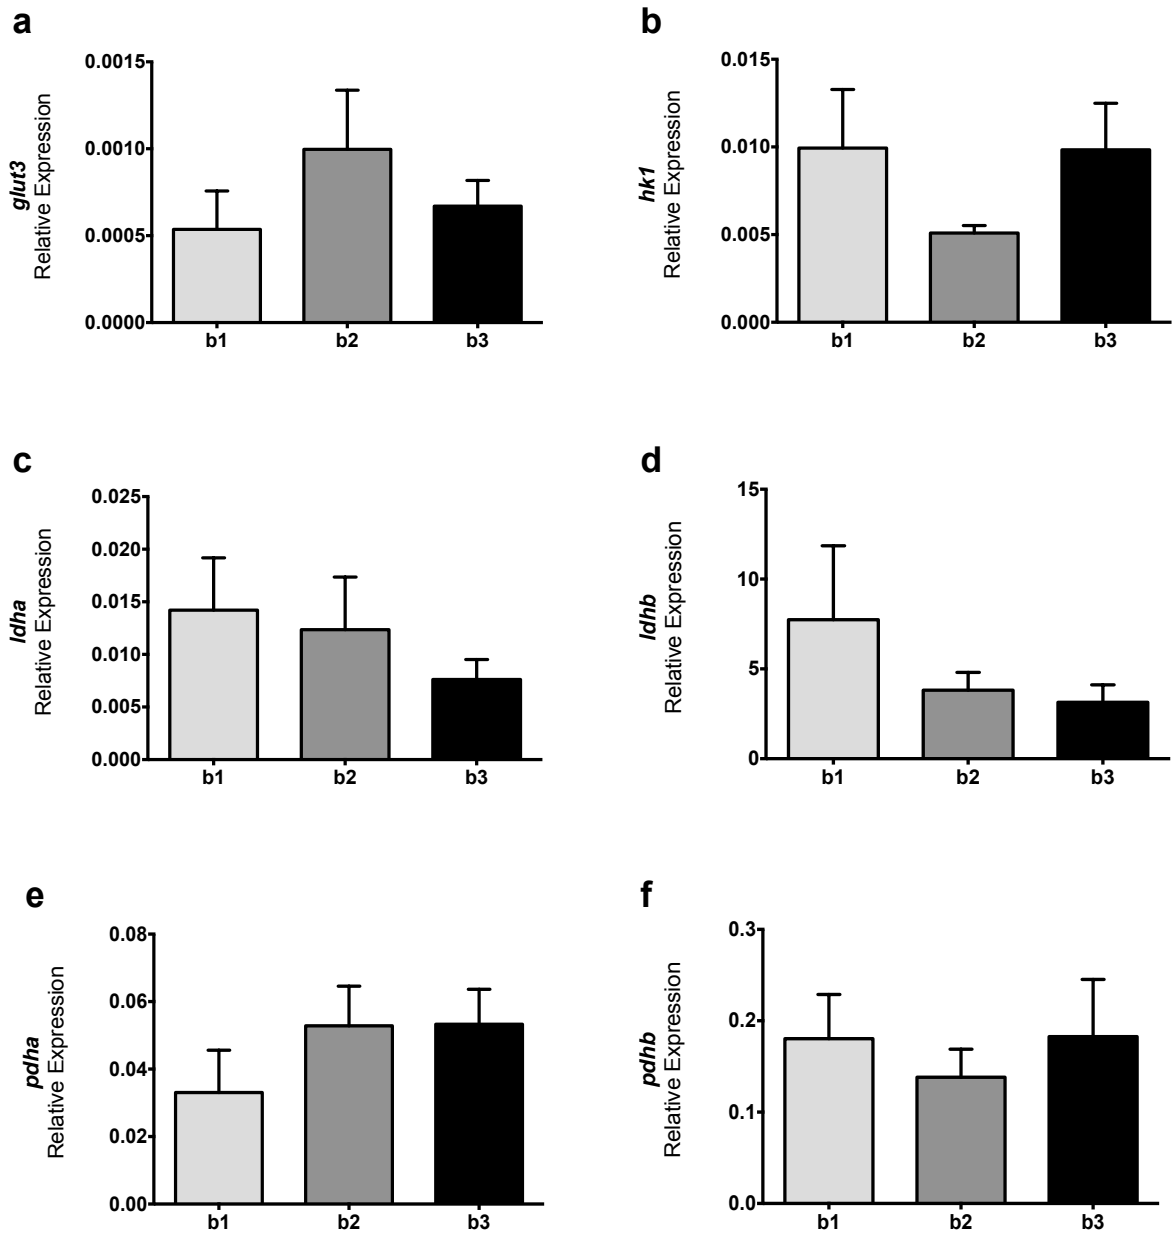 a
glut3
Relative Expression
0.0015
0.0010
0.0005
0.0000
b1 b2 b3
b
hk1
Relative Expression
0.015
0.010
0.005
0.000
b1 b2 b3
c
ldha
Relative Expression
0.025
0.020
0.015
0.010
0.005
0.000
b1 b2 b3
d
ldhb
Relative Expression
15
10
5
0
b1 b2 b3
e
pdha
Relative Expression
0.08
0.06
0.04
0.02
0.00
b1 b2 b3
f
pdhb
Relative Expression
0.3
0.2
0.1
0.0
b1 b2 b3